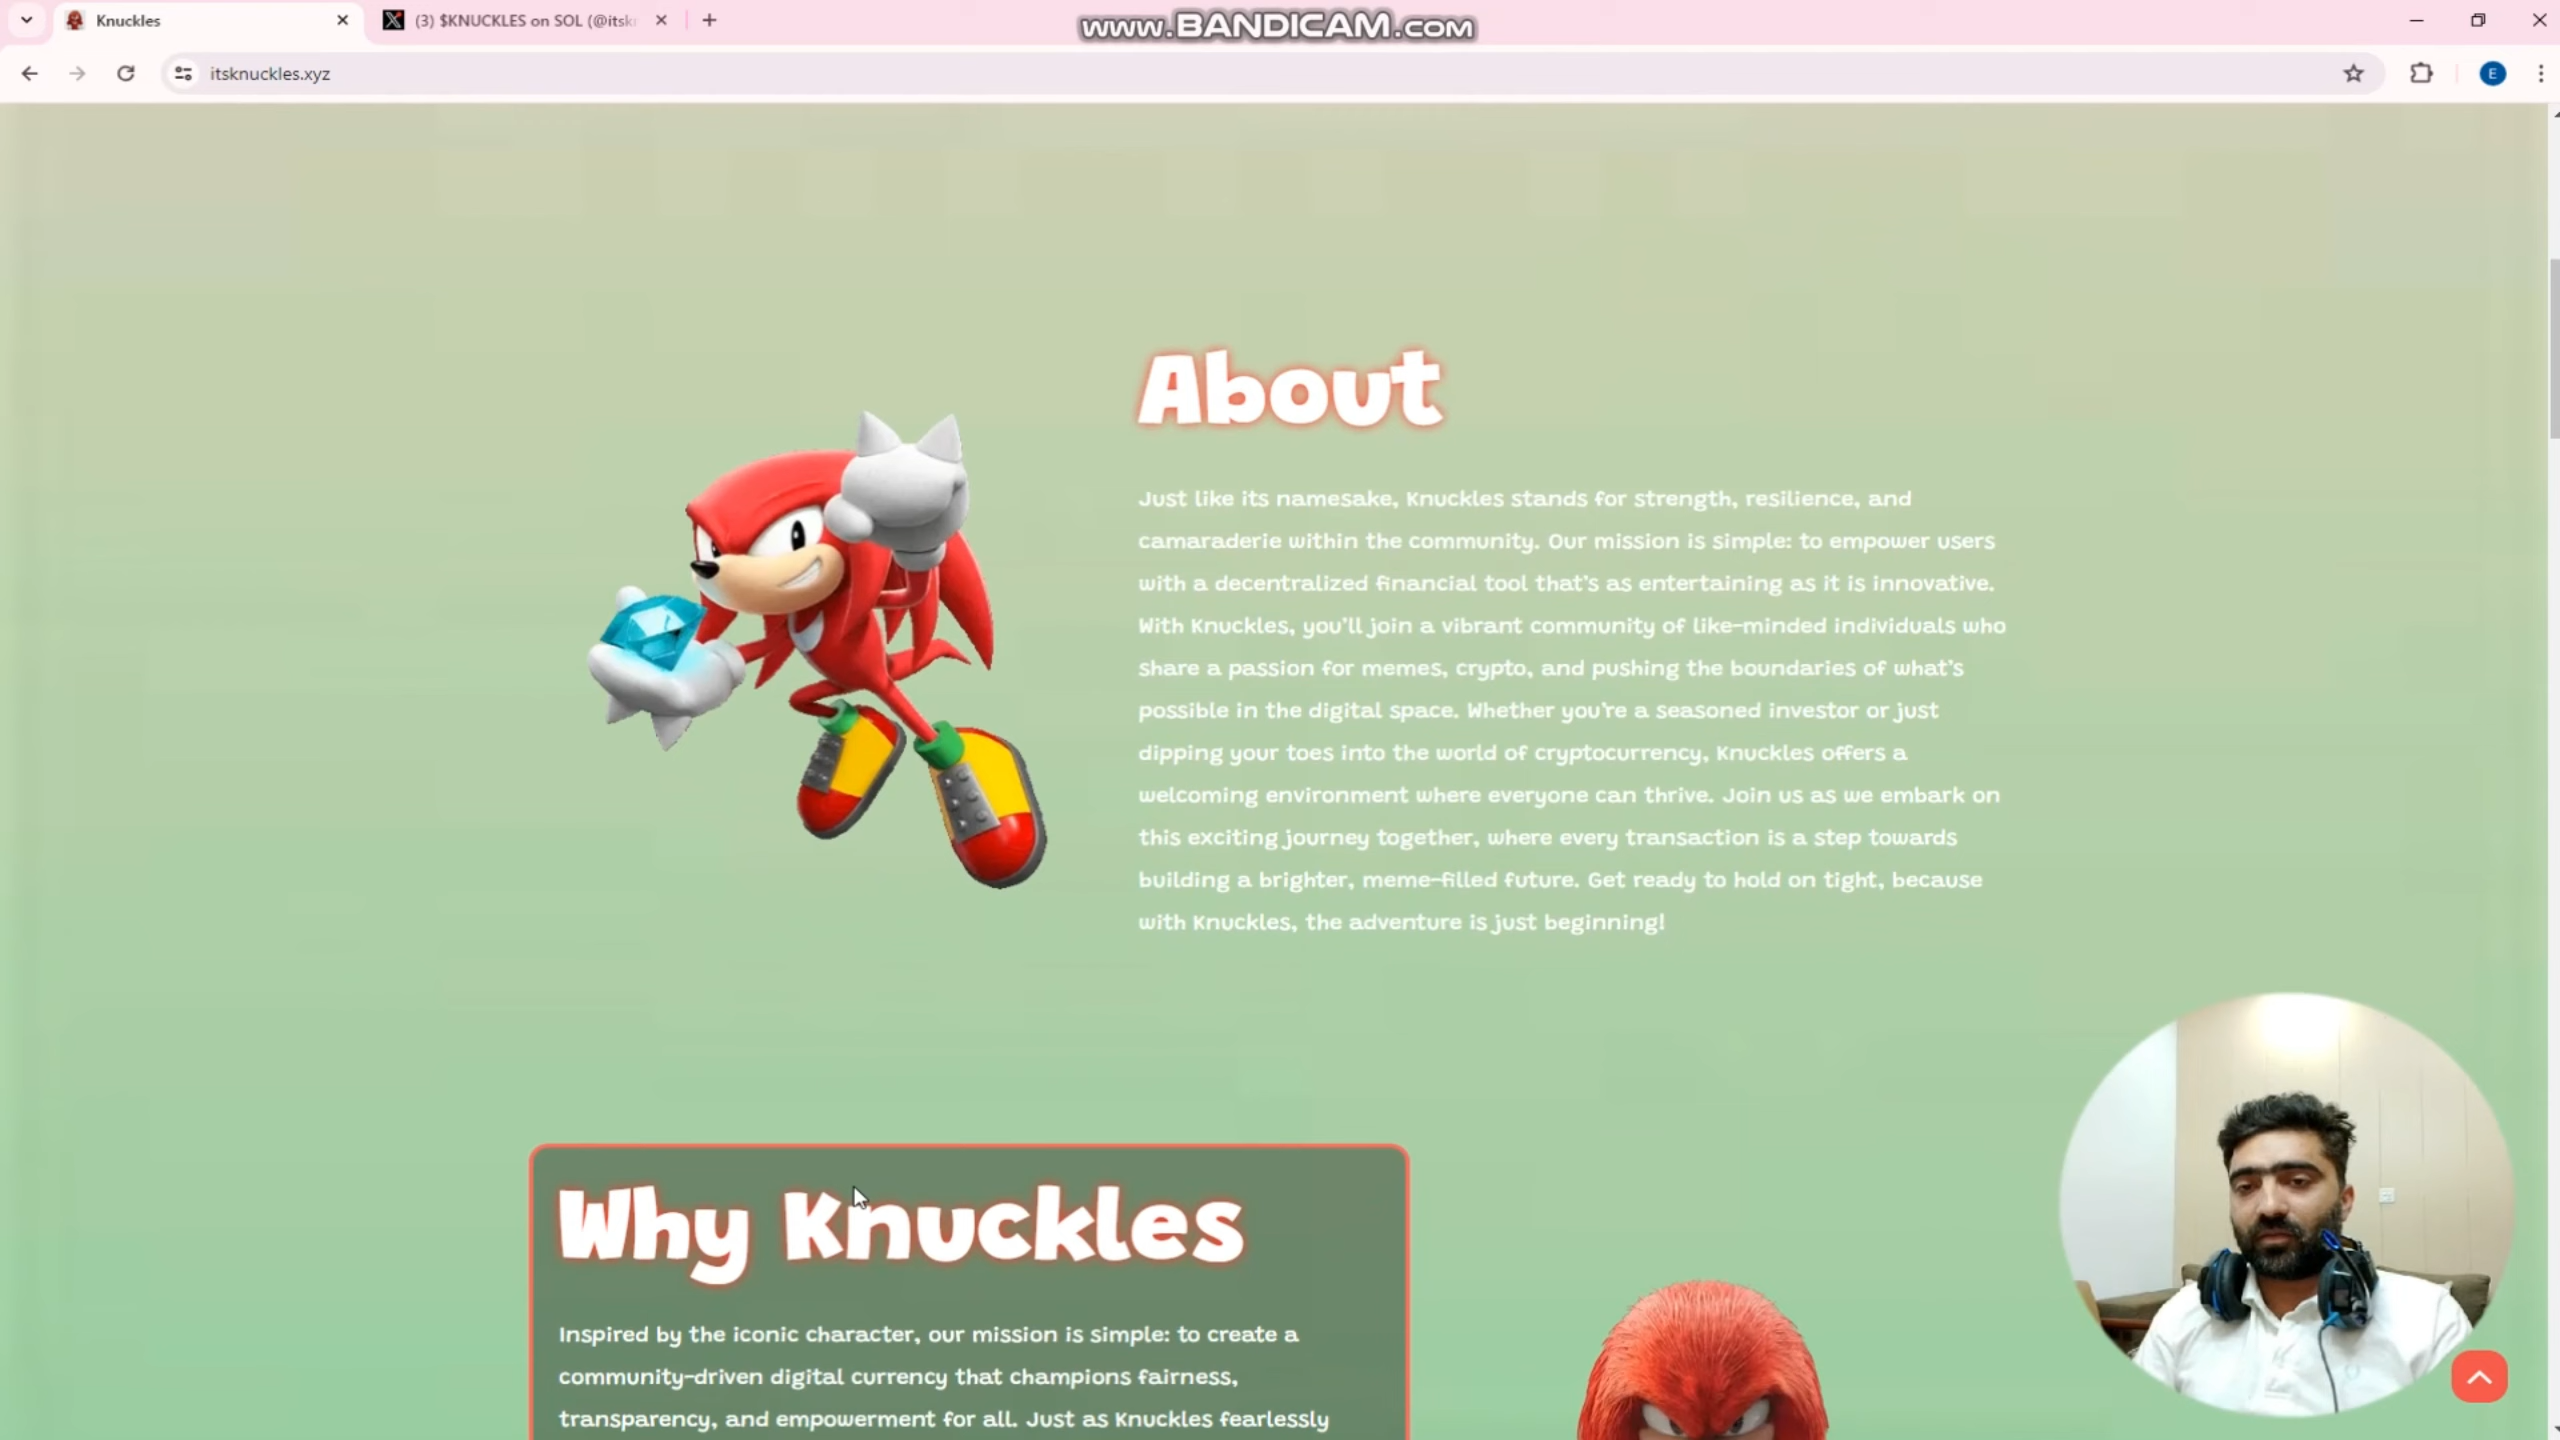 Knuckles
(3) $KNUCKLES on SOL (@itskn
www.BANDICAM.com
itsknuckles.xyz
E
About
Just like its namesake, Knuckles stands for strength, resilience, and
camaraderie within the community. Our mission is simple: to empower users
with a decentralized financial tool that's as entertaining as it is innovative.
With Knuckles, you'll join a vibrant community of like-minded individuals who
share a passion for memes, crypto, and pushing the boundaries of what's
possible in the digital space. Whether you're a seasoned investor or just
dipping your toes into the world of cryptocurrency, Knuckles offers a
welcoming environment where everyone can thrive. Join us as we embark on
this exciting journey together, where every transaction is a step towards
building a brighter, meme-filled future. Get ready to hold on tight, because
with Knuckles, the adventure is just beginning!
Why Knuckles
Inspired by the iconic character, our mission is simple: to create a
community-driven digital currency that champions fairness,
transparency, and empowerment for all. Just as Knuckles fearlessly